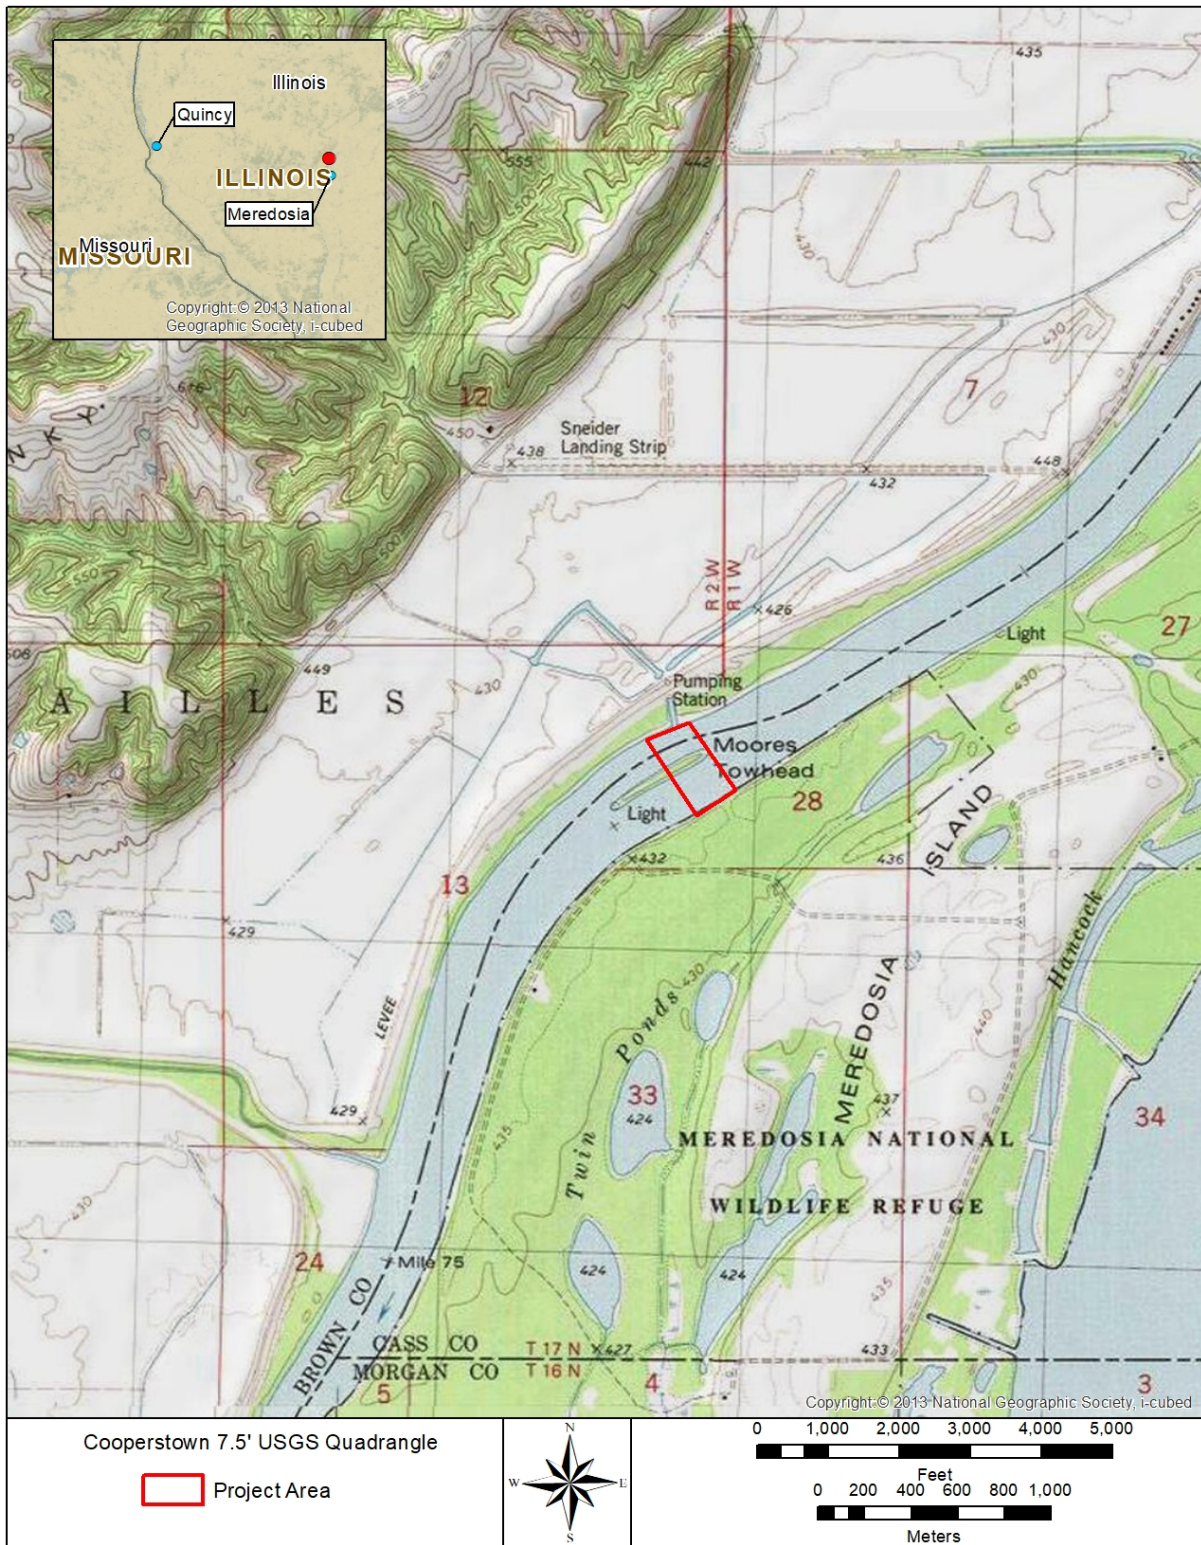 Illinois
Quincy
ILLINOIS
Meredosia
Missouri
MISSOURI
Copyright:© 2013 National
Geographic Society, i-cubed
435
555
442
500
430
430
7
12
616
450
438
Sneider
Landing Strip
448
432
N K Y
550
500
R 2 W
R 1 W
426
Light
27
606
449
430
Pumping
Station
430
A I L L E S
Moores
Towhead
28
Light
432
436
ISLAND
13
429
Hancock
LEVEE
Twin Ponds
430
MEREDOSIA
440
33
424
437
34
429
435
MEREDOSIA NATIONAL
WILDLIFE REFUGE
430
24
Mile 75
424
424
435
BROWN CO
CASS CO
T 17 N
427
433
MORGAN CO
T 16 N
5
4
3
Copyright:© 2013 National Geographic Society, i-cubed
Cooperstown 7.5' USGS Quadrangle
Project Area
N
W
E
S
0 1,000 2,000 3,000 4,000 5,000
Feet
0 200 400 600 800 1,000
Meters